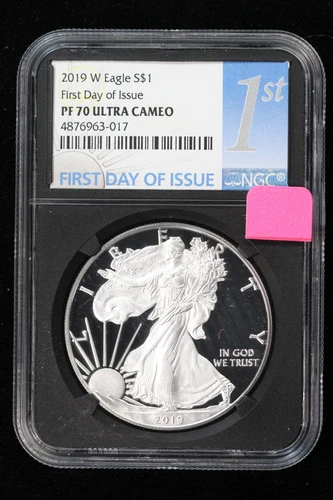 2019 W Eagle S$1
First Day of Issue
PF 70 ULTRA CAMEO
4876963-017
1st
FIRST DAY OF ISSUE
NGC®
LIBERTY
IN GOD
WE TRUST
2019